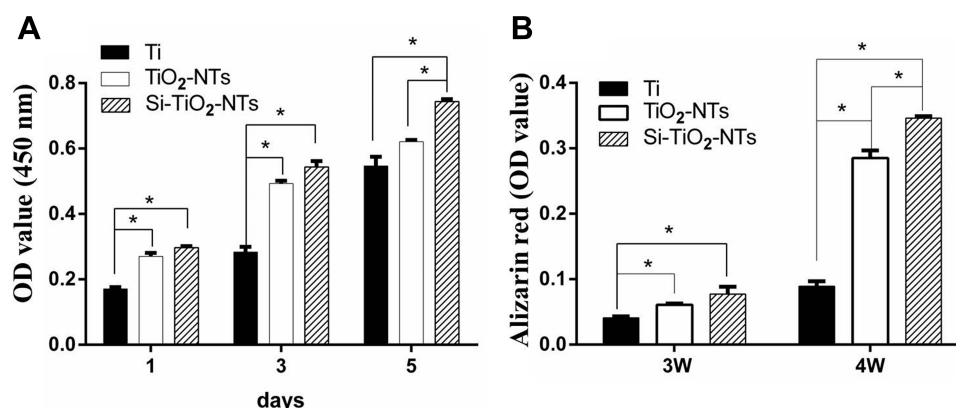 A
Ti
TiO₂-NTs
Si-TiO₂-NTs
OD value (450 nm)
0.8
0.6
0.4
0.2
0.0
* * * * * *
1 3 5
days
B
Ti
TiO₂-NTs
Si-TiO₂-NTs
Alizarin red (OD value)
0.4
0.3
0.2
0.1
0.0
* * * * *
3W 4W